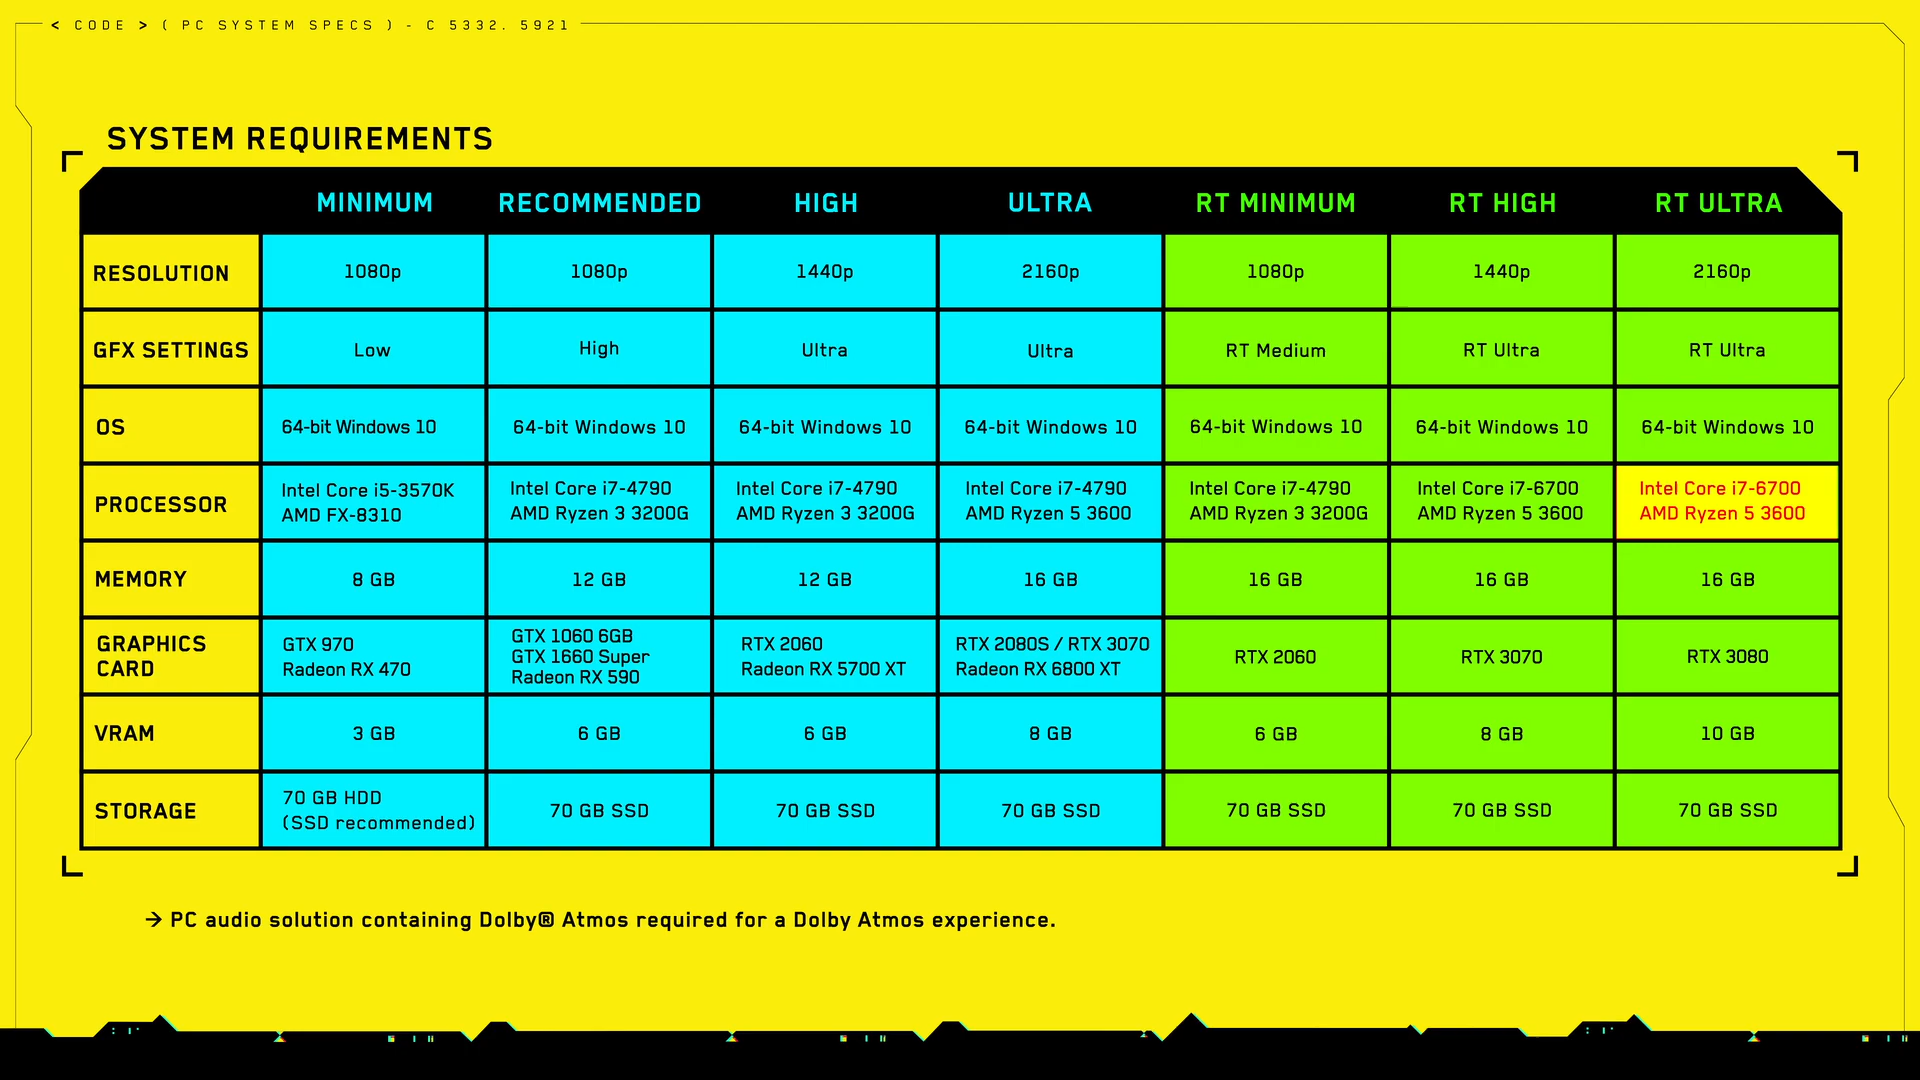 < CODE > ( PC SYSTEM SPECS ) - C 5332. 5921
SYSTEM REQUIREMENTS
MINIMUM RECOMMENDED HIGH ULTRA RT MINIMUM RT HIGH RT ULTRA
RESOLUTION 1080p 1080p 1440p 2160p 1080p 1440p 2160p
GFX SETTINGS Low High Ultra Ultra RT Medium RT Ultra RT Ultra
OS 64-bit Windows 10 64-bit Windows 10 64-bit Windows 10 64-bit Windows 10 64-bit Windows 10 64-bit Windows 10 64-bit Windows 10
PROCESSOR
Intel Core i5-3570K
AMD FX-8310
Intel Core i7-4790
AMD Ryzen 3 3200G
Intel Core i7-4790
AMD Ryzen 3 3200G
Intel Core i7-4790
AMD Ryzen 5 3600
Intel Core i7-4790
AMD Ryzen 3 3200G
Intel Core i7-6700
AMD Ryzen 5 3600
Intel Core i7-6700
AMD Ryzen 5 3600
MEMORY 8 GB 12 GB 12 GB 16 GB 16 GB 16 GB 16 GB
GRAPHICS
CARD
GTX 970
Radeon RX 470
GTX 1060 6GB
GTX 1660 Super
Radeon RX 590
RTX 2060
Radeon RX 5700 XT
RTX 2080S / RTX 3070
Radeon RX 6800 XT
RTX 2060
RTX 3070
RTX 3080
VRAM 3 GB 6 GB 6 GB 8 GB 6 GB 8 GB 10 GB
STORAGE
70 GB HDD
(SSD recommended)
70 GB SSD
70 GB SSD
70 GB SSD
70 GB SSD
70 GB SSD
70 GB SSD
→ PC audio solution containing Dolby® Atmos required for a Dolby Atmos experience.